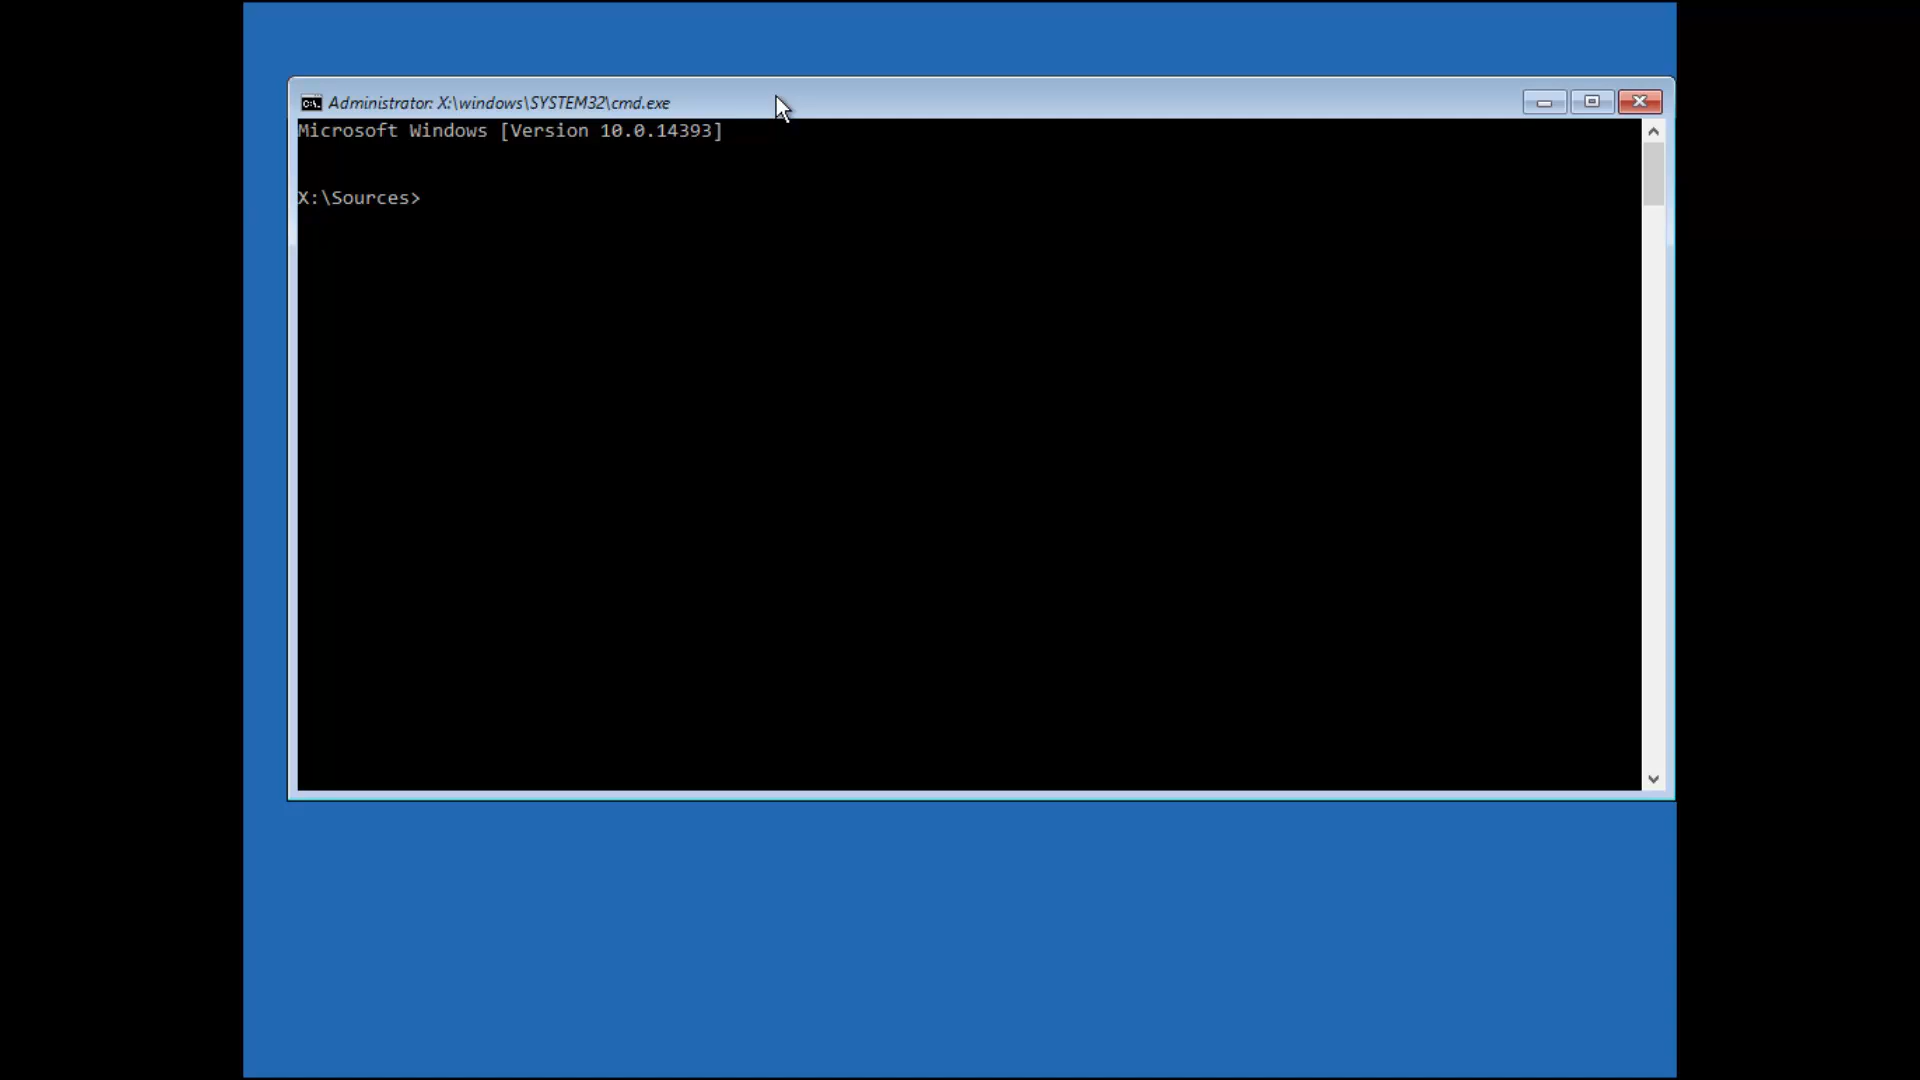 Administrator: X:\windows\SYSTEM32\cmd.exe
Microsoft Windows [Version 10.0.14393]
X:\Sources>